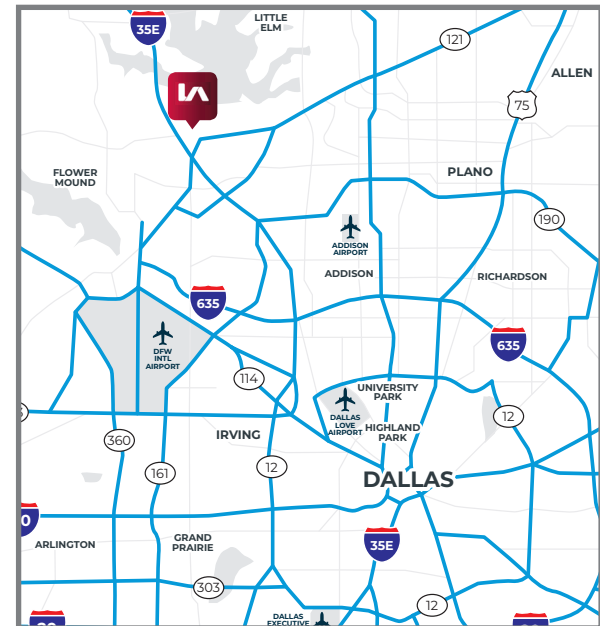 LITTLE
ELM
35E
121
ALLEN
75
FLOWER
MOUND
PLANO
190
ADDISON
AIRPORT
ADDISON
RICHARDSON
635
635
DFW
INTL
AIRPORT
114
UNIVERSITY
PARK
DALLAS
LOVE
AIRPORT
HIGHLAND
PARK
12
360
IRVING
161
12
DALLAS
0
ARLINGTON
GRAND
PRAIRIE
35E
303
12
DALLAS
EXECUTIVE